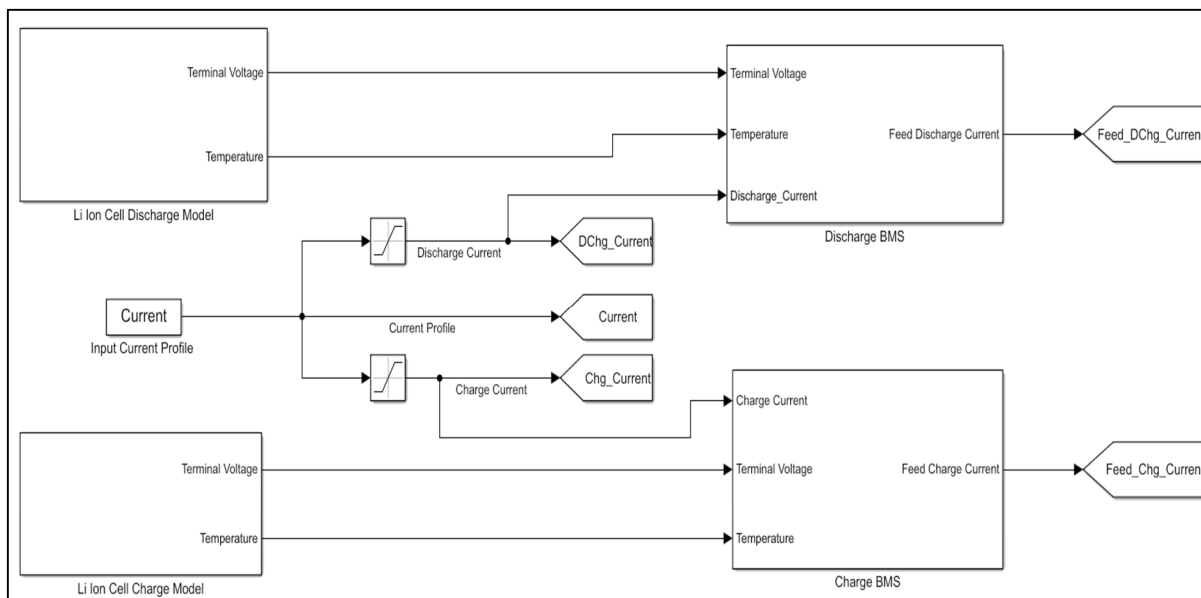 Terminal Voltage
Temperature
Li Ion Cell Discharge Model
Terminal Voltage
Temperature
Discharge_Current
Feed Discharge Current
Discharge BMS
Feed_DChg_Curren
Discharge Current
DChg_Current
Current
Input Current Profile
Current Profile
Current
Charge Current
Chg_Current
Terminal Voltage
Temperature
Li Ion Cell Charge Model
Charge Current
Terminal Voltage
Temperature
Feed Charge Current
Charge BMS
Feed_Chg_Curren